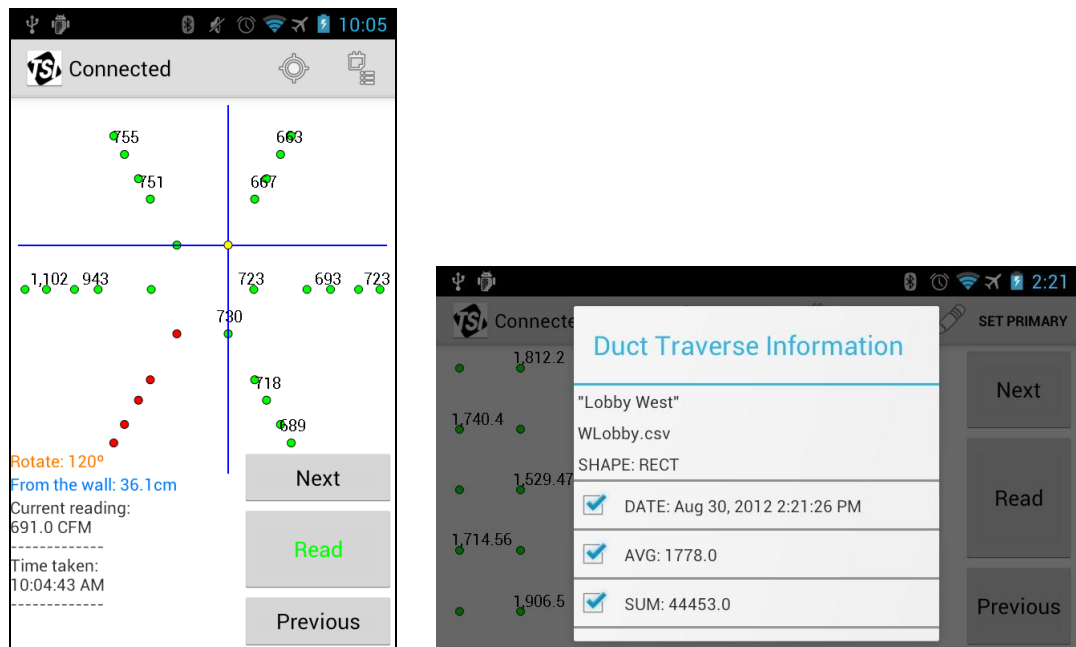 10:05
TSI Connected
755
663
751
667
1,102 943
723 693 723
730
718
689
Rotate: 120º
From the wall: 36.1cm
Current reading:
691.0 CFM
-------------
Time taken:
10:04:43 AM
-------------
Next
Read
Previous
2:21
TSI Connecte
SET PRIMARY
1,812.2
1,740.4
1,529.47
1,714.56
1,906.5
Duct Traverse Information
"Lobby West"
WLobby.csv
SHAPE: RECT
DATE: Aug 30, 2012 2:21:26 PM
AVG: 1778.0
SUM: 44453.0
Next
Read
Previous